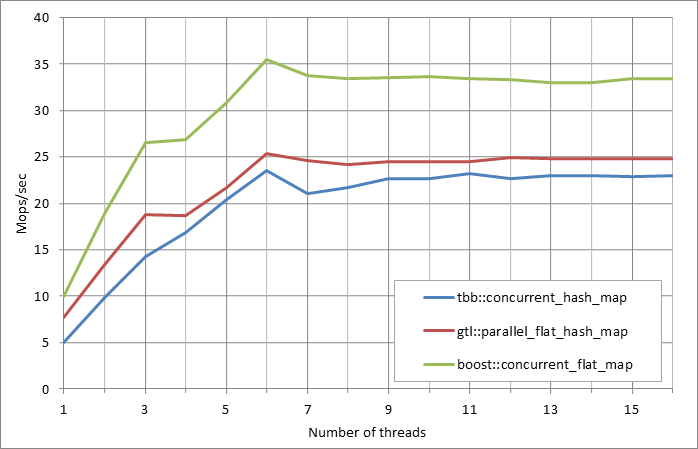 40
35
30
25
20
15
10
5
0
Mops/sec
tbb::concurrent_hash_map
gtl::parallel_flat_hash_map
boost::concurrent_flat_map
1 3 5 7 9 11 13 15
Number of threads